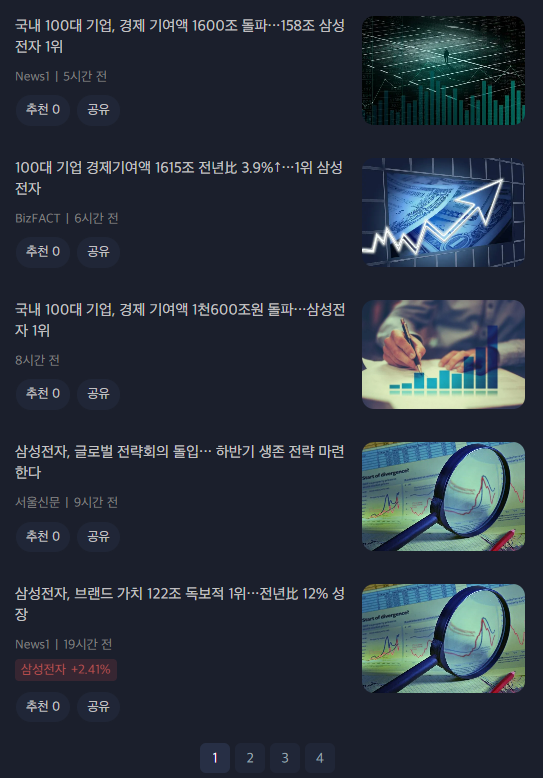 국내 100대 기업, 경제 기여액 1600조 돌파…158조 삼성
전자 1위
News1 | 5시간 전
추천 0 공유
100대 기업 경제기여액 1615조 전년比 3.9%↑…1위 삼성
전자
BizFACT | 6시간 전
추천 0 공유
국내 100대 기업, 경제 기여액 1천600조원 돌파…삼성전
자 1위
8시간 전
추천 0 공유
삼성전자, 글로벌 전략회의 돌입… 하반기 생존 전략 마련
한다
서울신문 | 9시간 전
Start of divergence?
추천 0 공유
삼성전자, 브랜드 가치 122조 독보적 1위…전년比 12% 성
장
News1 | 19시간 전
Start of divergence?
삼성전자 +2.41%
추천 0 공유
1 2 3 4